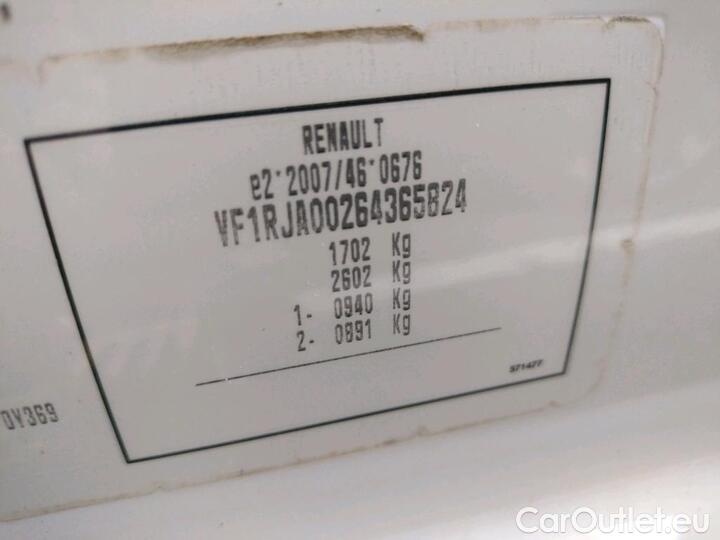 RENAULT
e2*2007/46*0676
VF1RJA00264365824
1702 Kg
2602 Kg
1- 0940 Kg
2- 0891 Kg
571477
0V369
CarOutlet.eu